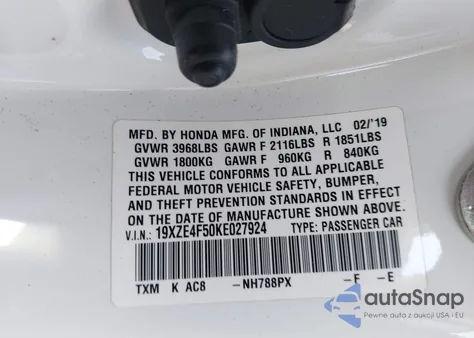 MFD. BY HONDA MFG. OF INDIANA, LLC 02/'19
GVWR 3968LBS GAWR F 2116LBS R 1851LBS
GVWR 1800KG GAWR F 960KG R 840KG
THIS VEHICLE CONFORMS TO ALL APPLICABLE
FEDERAL MOTOR VEHICLE SAFETY, BUMPER,
AND THEFT PREVENTION STANDARDS IN EFFECT
ON THE DATE OF MANUFACTURE SHOWN ABOVE.
V.I.N.: 19XZE4F50KE027924 TYPE: PASSENGER CAR
TXM K AC8 -NH788PX -F -E
autoSnap
Pewne auta z aukcji USA - EU